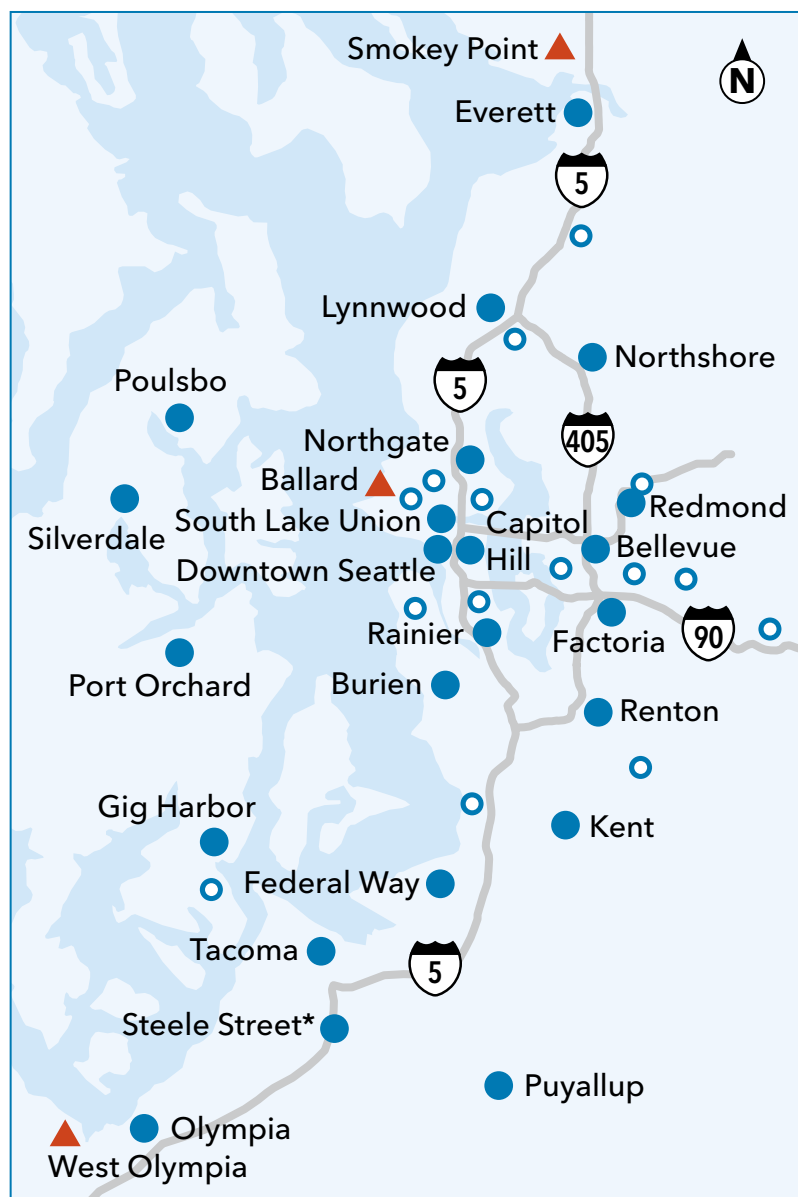 Smokey Point
N
Everett
5
Lynnwood
Northshore
5
Poulsbo
405
Northgate
Ballard
Redmond
Silverdale
South Lake Union
Capitol
Hill
Bellevue
Downtown Seattle
Rainier
Factoria
90
Port Orchard
Burien
Renton
Gig Harbor
Kent
Federal Way
Tacoma
5
Steele Street*
Puyallup
Olympia
West Olympia